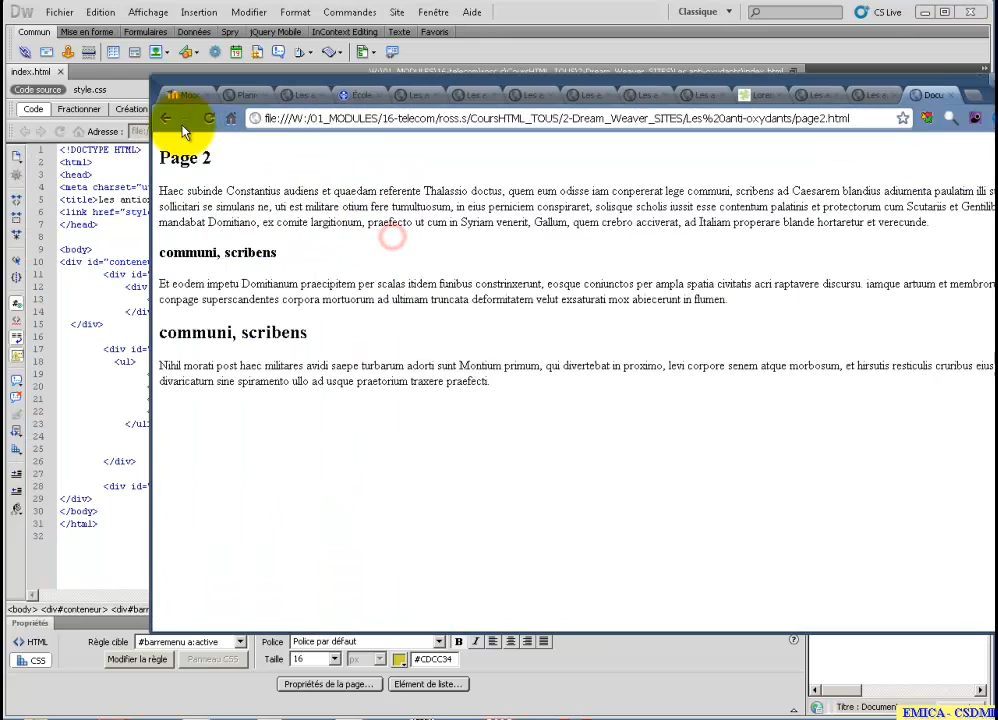 Dw Fichier Edition Affichage Insertion Modifier Format Commandes Site Fenêtre Aide Classique CS Live
Commun Mise en forme Formulaires Données Spry jQuery Mobile InContext Editing Texte Favoris
index.html
Code source style.css
Code Fractionner Création
Adresse :
file:///W:/01_MODULES/16-telecom/ross.s/CoursHTML_TOUS/2-Dream_Weaver_SITES/Les%20anti-oxydants/page2.html
1 <!DOCTYPE HTML>
2 <html>
3 <head>
4 <meta charset="u
5 <title>Les antiox
6 <link href="style
7 </head>
8
9 <body>
10 <div id="conteneur
11 <div id="
12 <div
13
14 </di
15 </div>
16
17 <div id="
18 <ul>
19
20
21
22
23 </u
24
25
26 </div>
27
28 <div id="
29 </div>
30 </body>
31 </html>
32
Page 2
Haec subinde Constantius audiens et quaedam referente Thalassio doctus, quem eum odisse iam conpererat lege communi, scribens ad Caesarem blandius adiumenta paulatim illi s
sollicitari se simulans ne, uti est militare otium fere tumultuosum, in eius perniciem conspiraret, solisque scholis iussit esse contentum palatinis et protectorum cum Scutariis et Gentilib
mandabat Domitiano, ex comite largitionum, praefecto ut cum in Syriam venerit, Gallum, quem crebro acciverat, ad Italiam properare blande hortaretur et verecunde.
communi, scribens
Et eodem impetu Domitianum praecipitem per scalas itidem funibus constrinxerunt, eosque coniunctos per ampla spatia civitatis acri raptavere discursu. iamque artuum et membror
conpage superscandentes corpora mortuorum ad ultimam truncata deformitatem velut exsaturati mox abiecerunt in flumen.
communi, scribens
Nihil morati post haec militares avidi saepe turbarum adorti sunt Montium primum, qui divertebat in proximo, levi corpore senem atque morbosum, et hirsutis resticulis cruribus eius
divaricaturn sine spiramento ullo ad usque praetorium traxere praefecti.
<body> <div#conteneur> <div#barr
Propriétés
HTML Règle cible #barremenu a:active Police Police par défaut B I
CSS Modifier la règle Panneau CSS Taille 16 px #CDCC34
Propriétés de la page... Elément de liste...
Titre : Documen
EMICA - CSDM